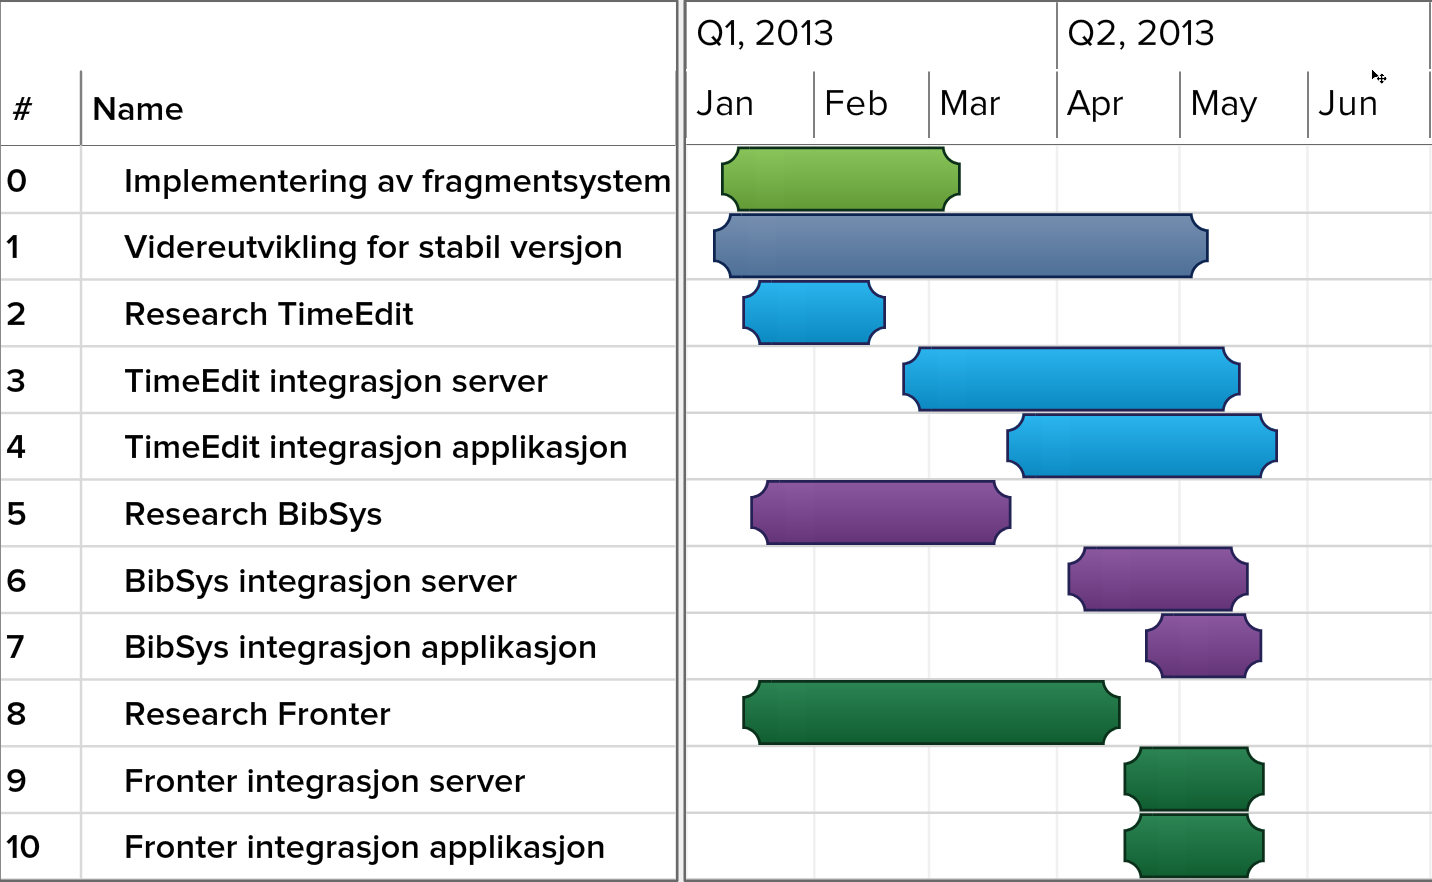 Q1, 2013 Q2, 2013
# Name Jan Feb Mar Apr May Jun
0 Implementering av fragmentsystem
1 Videreutvikling for stabil versjon
2 Research TimeEdit
3 TimeEdit integrasjon server
4 TimeEdit integrasjon applikasjon
5 Research BibSys
6 BibSys integrasjon server
7 BibSys integrasjon applikasjon
8 Research Fronter
9 Fronter integrasjon server
10 Fronter integrasjon applikasjon